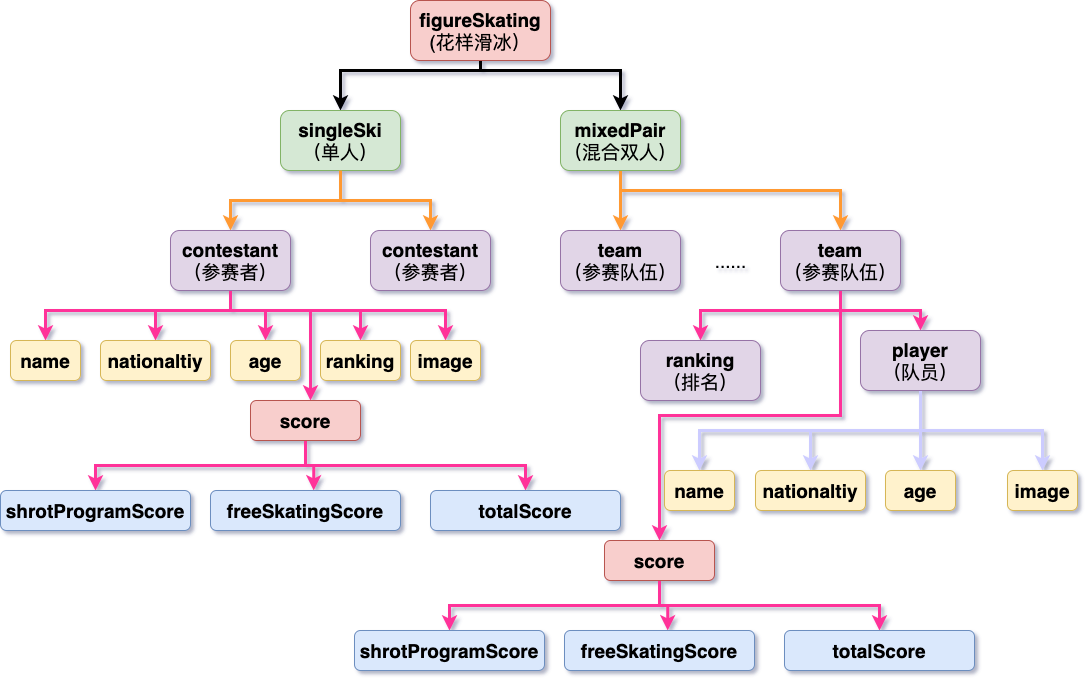 figureSkating
(花样滑冰）
singleSki
（单人）
mixedPair
（混合双人）
contestant
（参赛者）
contestant
（参赛者）
team
（参赛队伍）
......
team
（参赛队伍）
name
nationaltiy
age
ranking
image
ranking
（排名）
player
（队员）
score
name
nationaltiy
age
image
shrotProgramScore
freeSkatingScore
totalScore
score
shrotProgramScore
freeSkatingScore
totalScore